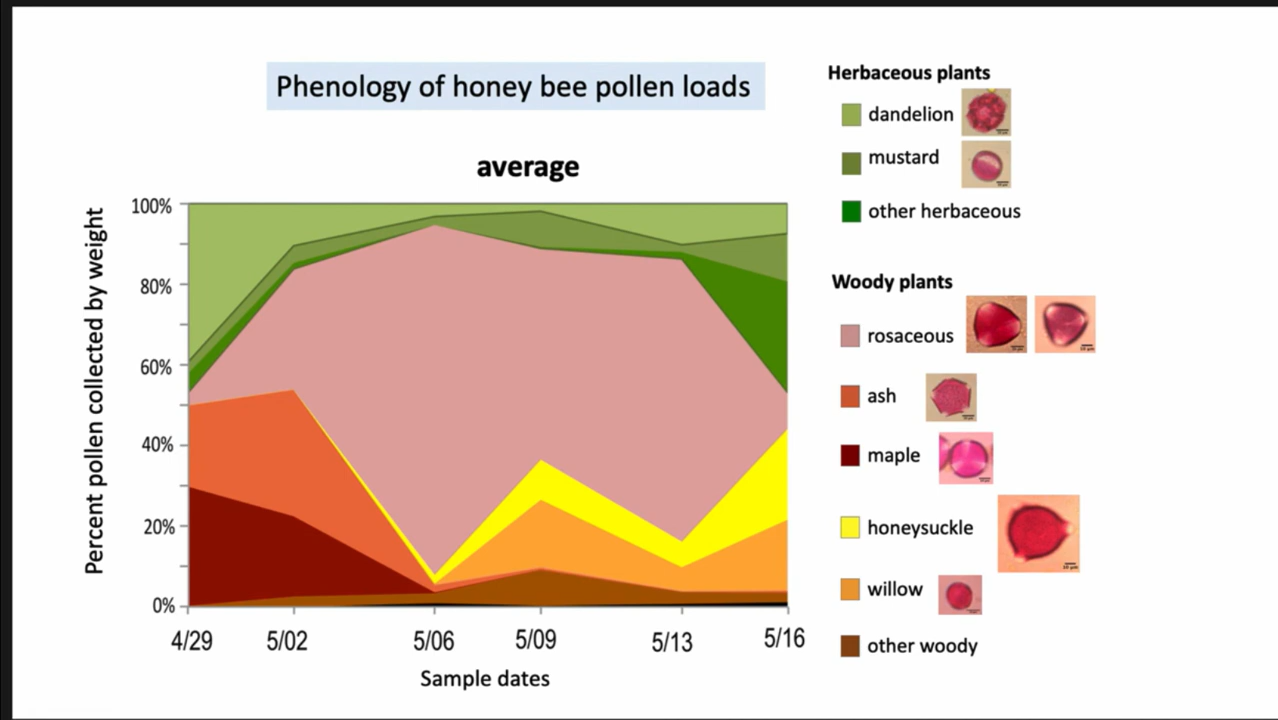 Phenology of honey bee pollen loads
average
Percent pollen collected by weight
100%
80%
60%
40%
20%
0%
4/29
5/02
5/06
5/09
5/13
5/16
Sample dates
Herbaceous plants
dandelion
mustard
other herbaceous
Woody plants
rosaceous
ash
maple
honeysuckle
willow
other woody